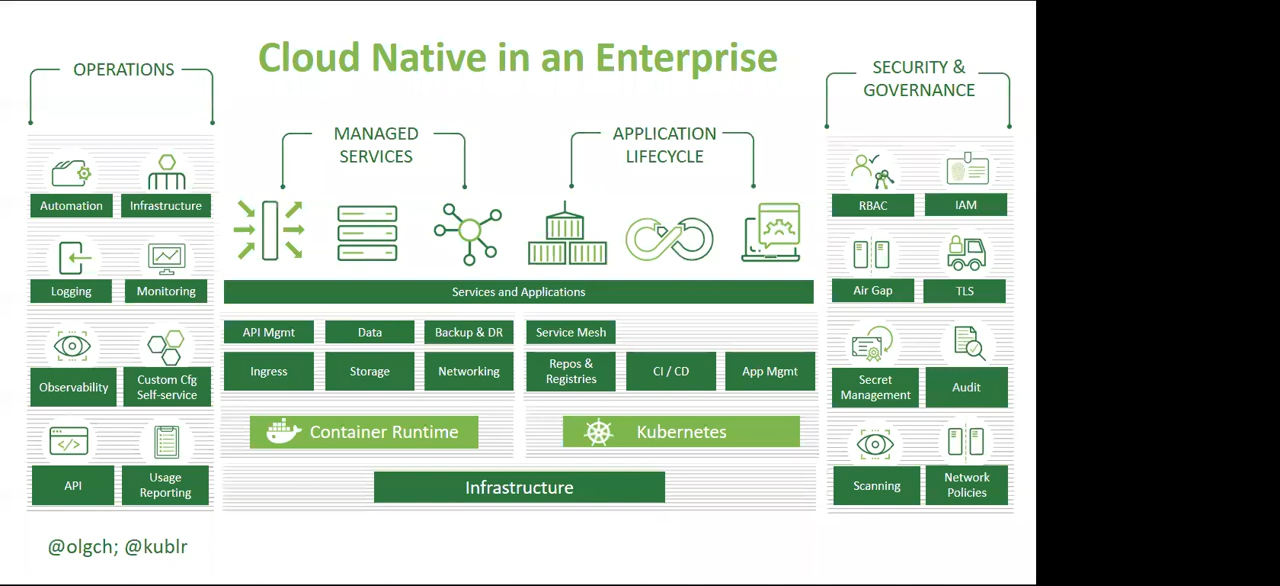 Cloud Native in an Enterprise
OPERATIONS
Automation
Infrastructure
Logging
Monitoring
Observability
Custom Cfg
Self-service
API
Usage
Reporting
MANAGED
SERVICES
APPLICATION
LIFECYCLE
Services and Applications
API Mgmt
Data
Backup & DR
Service Mesh
Ingress
Storage
Networking
Repos &
Registries
CI / CD
App Mgmt
Container Runtime
Kubernetes
Infrastructure
SECURITY &
GOVERNANCE
RBAC
IAM
Air Gap
TLS
Secret
Management
Audit
Scanning
Network
Policies
@olgch; @kublr